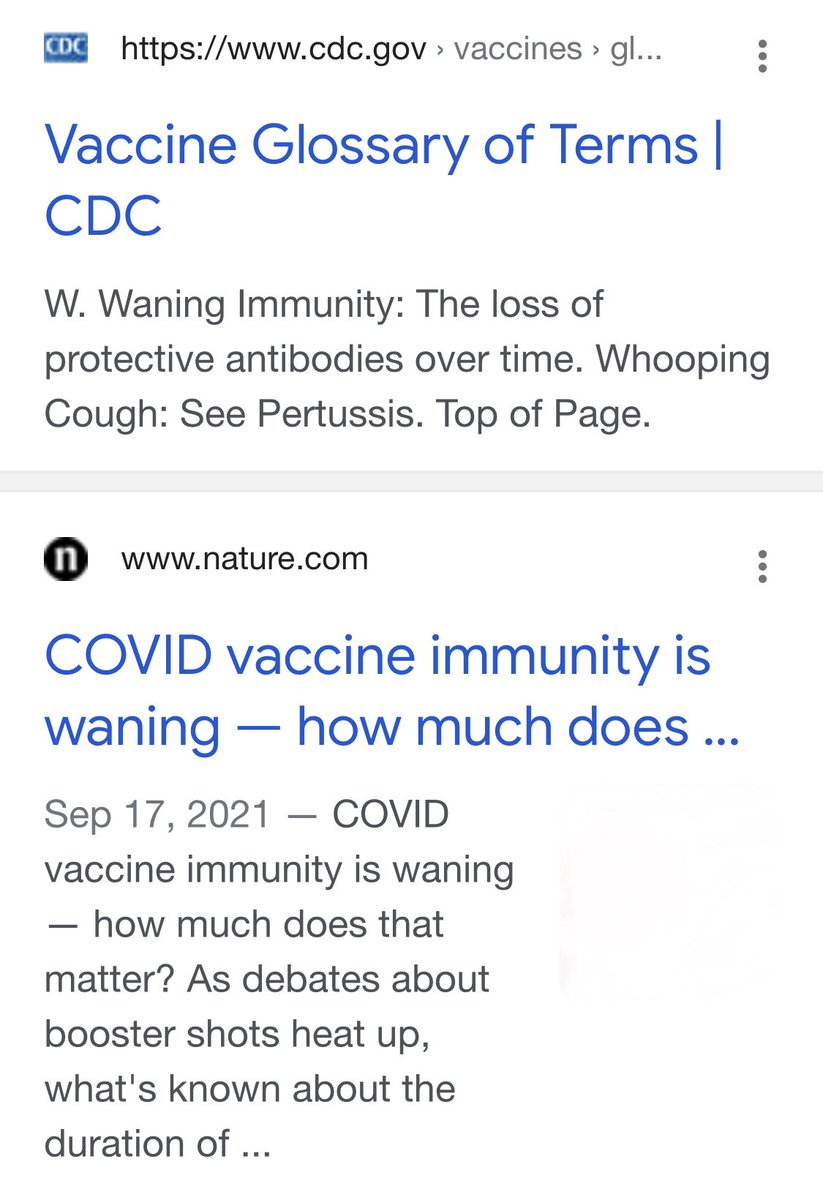 CDC https://www.cdc.gov › vaccines › gl...
Vaccine Glossary of Terms |
CDC
W. Waning Immunity: The loss of
protective antibodies over time. Whooping
Cough: See Pertussis. Top of Page.
n www.nature.com
COVID vaccine immunity is
waning — how much does ...
Sep 17, 2021 — COVID
vaccine immunity is waning
— how much does that
matter? As debates about
booster shots heat up,
what's known about the
duration of ...